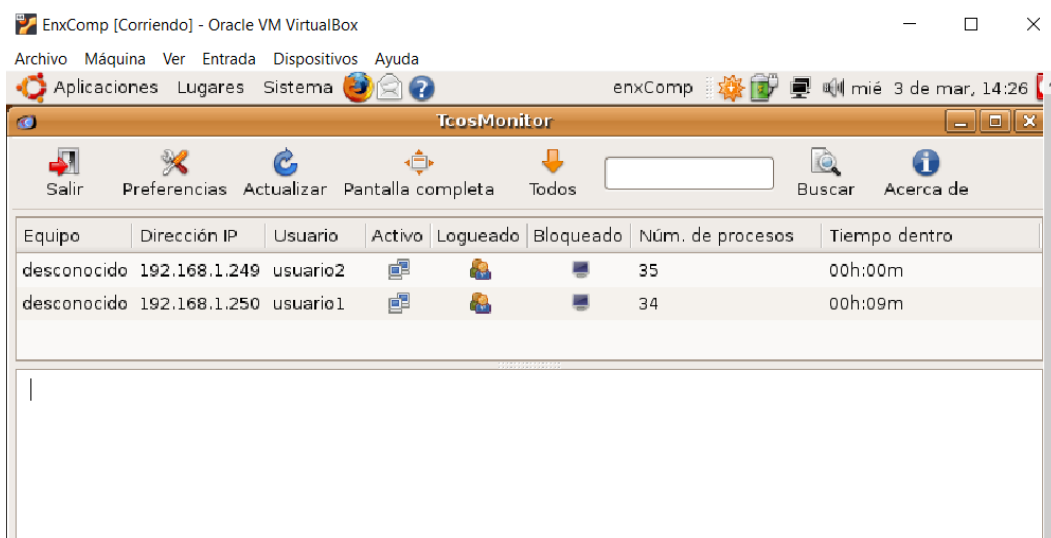 EnxComp [Corriendo] - Oracle VM VirtualBox
Archivo Máquina Ver Entrada Dispositivos Ayuda
Aplicaciones Lugares Sistema enxComp mié 3 de mar, 14:26
TcosMonitor
Salir Preferencias Actualizar Pantalla completa Todos Buscar Acerca de
Equipo Dirección IP Usuario Activo Logueado Bloqueado Núm. de procesos Tiempo dentro
desconocido 192.168.1.249 usuario2 35 00h:00m
desconocido 192.168.1.250 usuario1 34 00h:09m